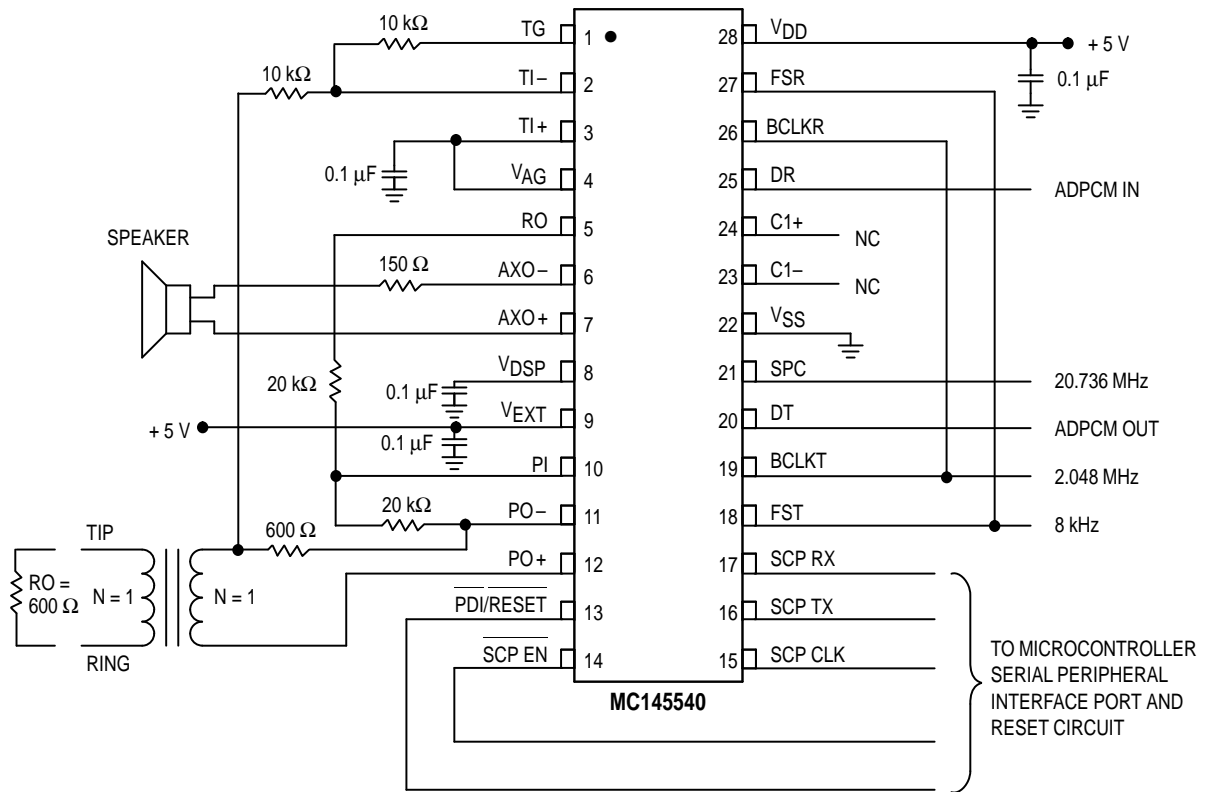 10 kΩ
TG
1
28
VDD
+ 5 V
10 kΩ
TI–
2
27
FSR
0.1 µF
TI+
3
26
BCLKR
0.1 µF
VAG
4
25
DR
ADPCM IN
RO
5
24
C1+
NC
SPEAKER
150 Ω
AXO–
6
23
C1–
NC
AXO+
7
22
VSS
20 kΩ
0.1 µF
VDSP
8
21
SPC
20.736 MHz
+ 5 V
0.1 µF
VEXT
9
20
DT
ADPCM OUT
PI
10
19
BCLKT
2.048 MHz
20 kΩ
PO–
11
18
FST
8 kHz
TIP
600 Ω
RO =
600 Ω
N = 1
N = 1
PO+
12
17
SCP RX
PDI/RESET
13
16
SCP TX
RING
SCP EN
14
15
SCP CLK
MC145540
TO MICROCONTROLLER
SERIAL PERIPHERAL
INTERFACE PORT AND
RESET CIRCUIT